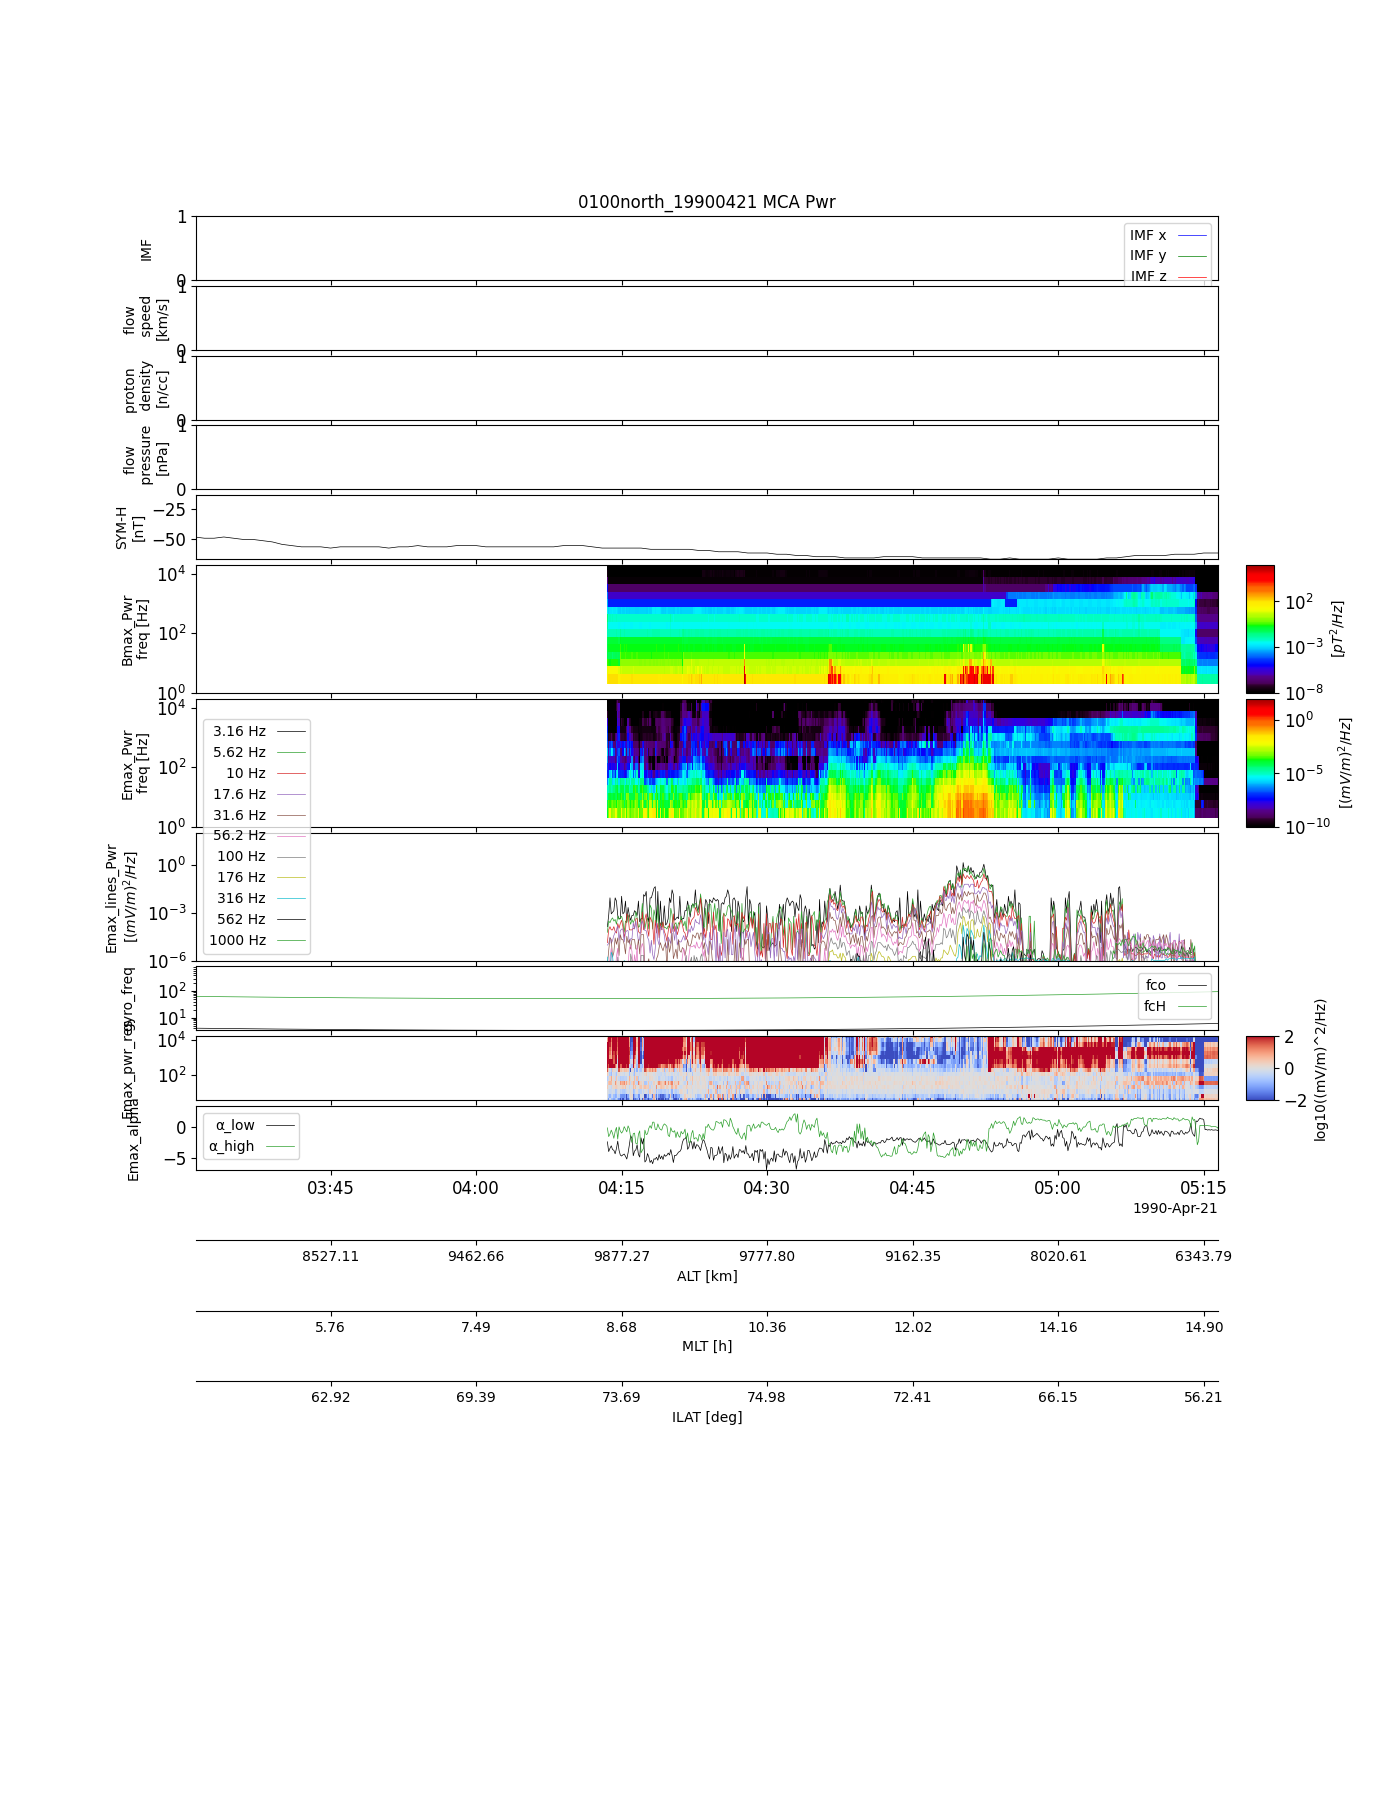 0100north_19900421 MCA Pwr
1
0
IMF
IMF x
IMF y
IMF z
1
0
flow
speed
[km/s]
1
0
proton
density
[n/cc]
1
0
flow
pressure
[nPa]
−25
−50
SYM-H
[nT]
10^4
10^2
10^0
Bmax_Pwr
freq [Hz]
10^2
10^−3
10^−8
[pT^2/Hz]
10^4
10^2
10^0
Emax_Pwr
freq [Hz]
10^0
10^−5
10^−10
[(mV/m)^2/Hz]
3.16 Hz
5.62 Hz
10 Hz
17.6 Hz
31.6 Hz
56.2 Hz
100 Hz
176 Hz
316 Hz
562 Hz
1000 Hz
10^0
10^−3
10^−6
Emax_lines_Pwr
[(mV/m)^2/Hz]
10^2
10^1
gyro_freq
fco
fcH
10^4
10^2
Emax_pwr_reg
2
0
−2
log10((mV/m)^2/Hz)
0
−5
Emax_alpha
α_low
α_high
03:45 04:00 04:15 04:30 04:45 05:00 05:15
1990-Apr-21
8527.11 9462.66 9877.27 9777.80 9162.35 8020.61 6343.79
ALT [km]
5.76 7.49 8.68 10.36 12.02 14.16 14.90
MLT [h]
62.92 69.39 73.69 74.98 72.41 66.15 56.21
ILAT [deg]